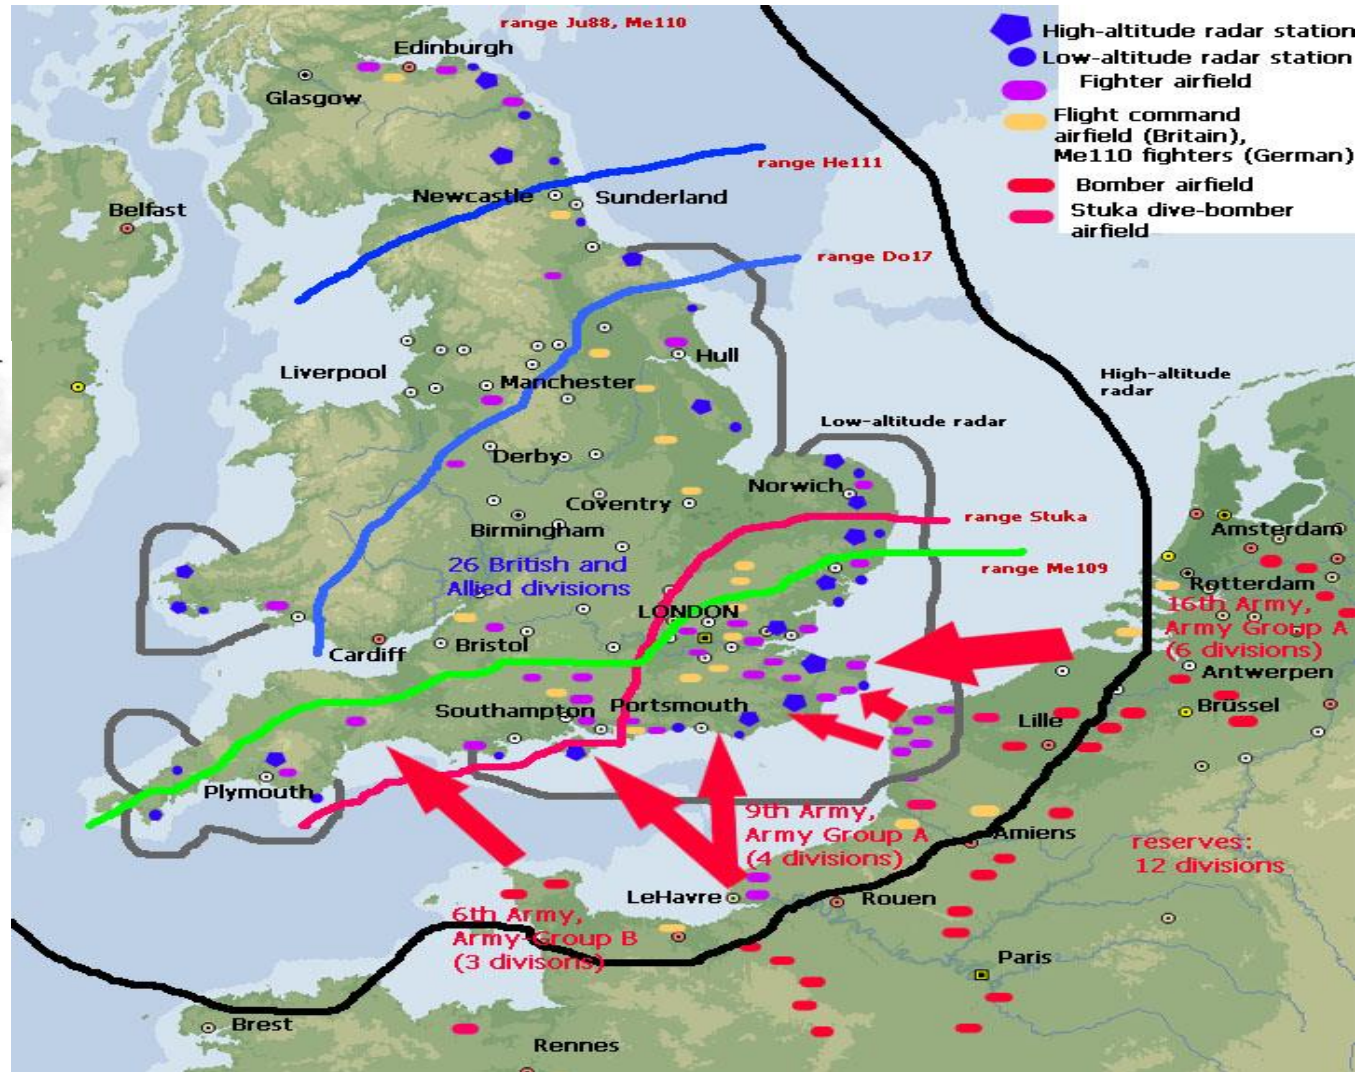 range Ju88, Me110
High-altitude radar station
Low-altitude radar station
Fighter airfield
Flight command
airfield (Britain),
Me110 fighters (German)
Bomber airfield
Stuka dive-bomber
airfield
Edinburgh
Glasgow
range He111
Newcastle
Sunderland
Belfast
range Do17
Hull
Liverpool
Manchester
High-altitude
radar
Low-altitude radar
Derby
Norwich
Coventry
Birmingham
range Stuka
Amsterdam
26 British and
Allied divisions
range Me109
Rotterdam
LONDON
16th Army,
Army Group A
(6 divisions)
Bristol
Cardiff
Antwerpen
Southampton
Portsmouth
Brüssel
Lille
Plymouth
9th Army,
Army Group A
(4 divisions)
Amiens
reserves:
12 divisions
LeHavre
Rouen
6th Army,
Army-Group B
(3 divisons)
Paris
Brest
Rennes